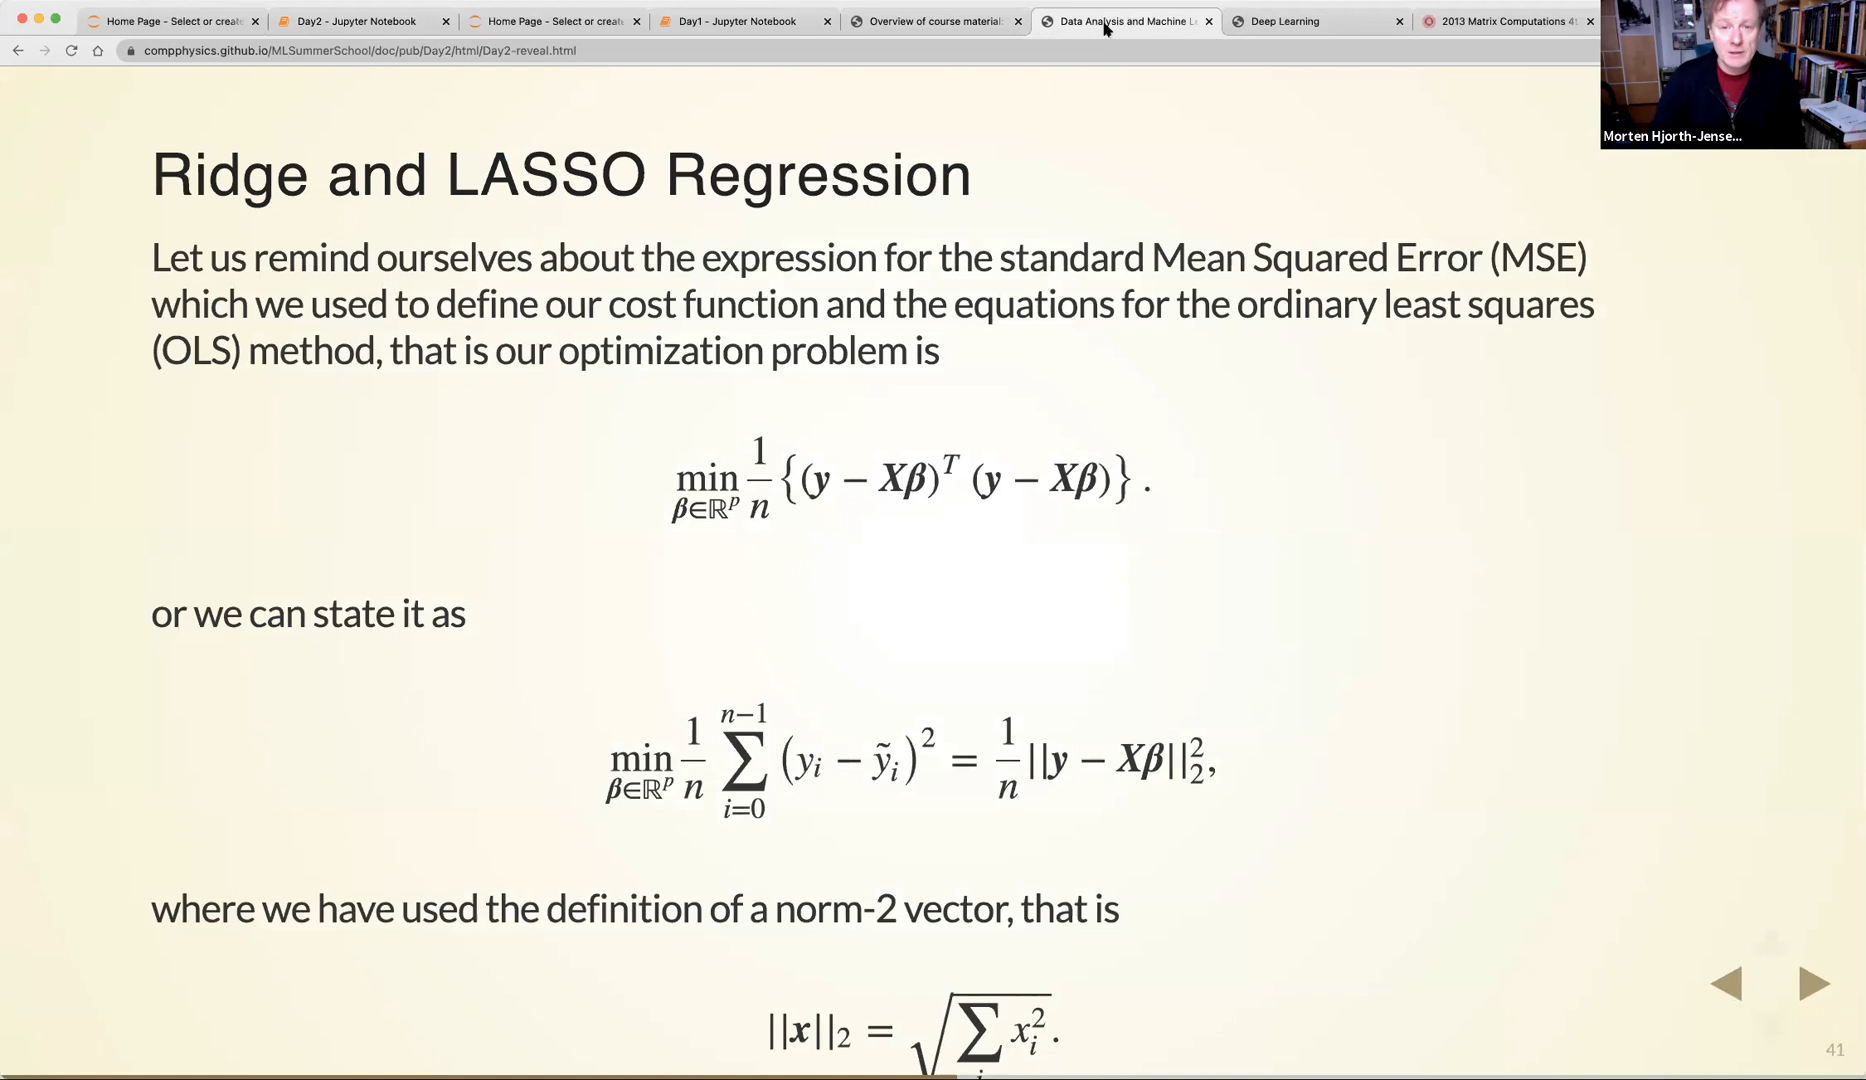 Home Page - Select or create
Day2 - Jupyter Notebook
Home Page - Select or create
Day1 - Jupyter Notebook
Overview of course material:
Data Analysis and Machine Le
Deep Learning
2013 Matrix Computations 4t
compphysics.github.io/MLSummerSchool/doc/pub/Day2/html/Day2-reveal.html
Morten Hjorth-Jense...
Ridge and LASSO Regression
Let us remind ourselves about the expression for the standard Mean Squared Error (MSE)
which we used to define our cost function and the equations for the ordinary least squares
(OLS) method, that is our optimization problem is
min_{β∈ℝ^p} 1/n {(y − Xβ)^T (y − Xβ)} .
or we can state it as
min_{β∈ℝ^p} 1/n ∑_{i=0}^{n−1} (y_i − ỹ_i)^2 = 1/n ||y − Xβ||_2^2,
where we have used the definition of a norm-2 vector, that is
||x||_2 = √∑_i x_i^2.
41